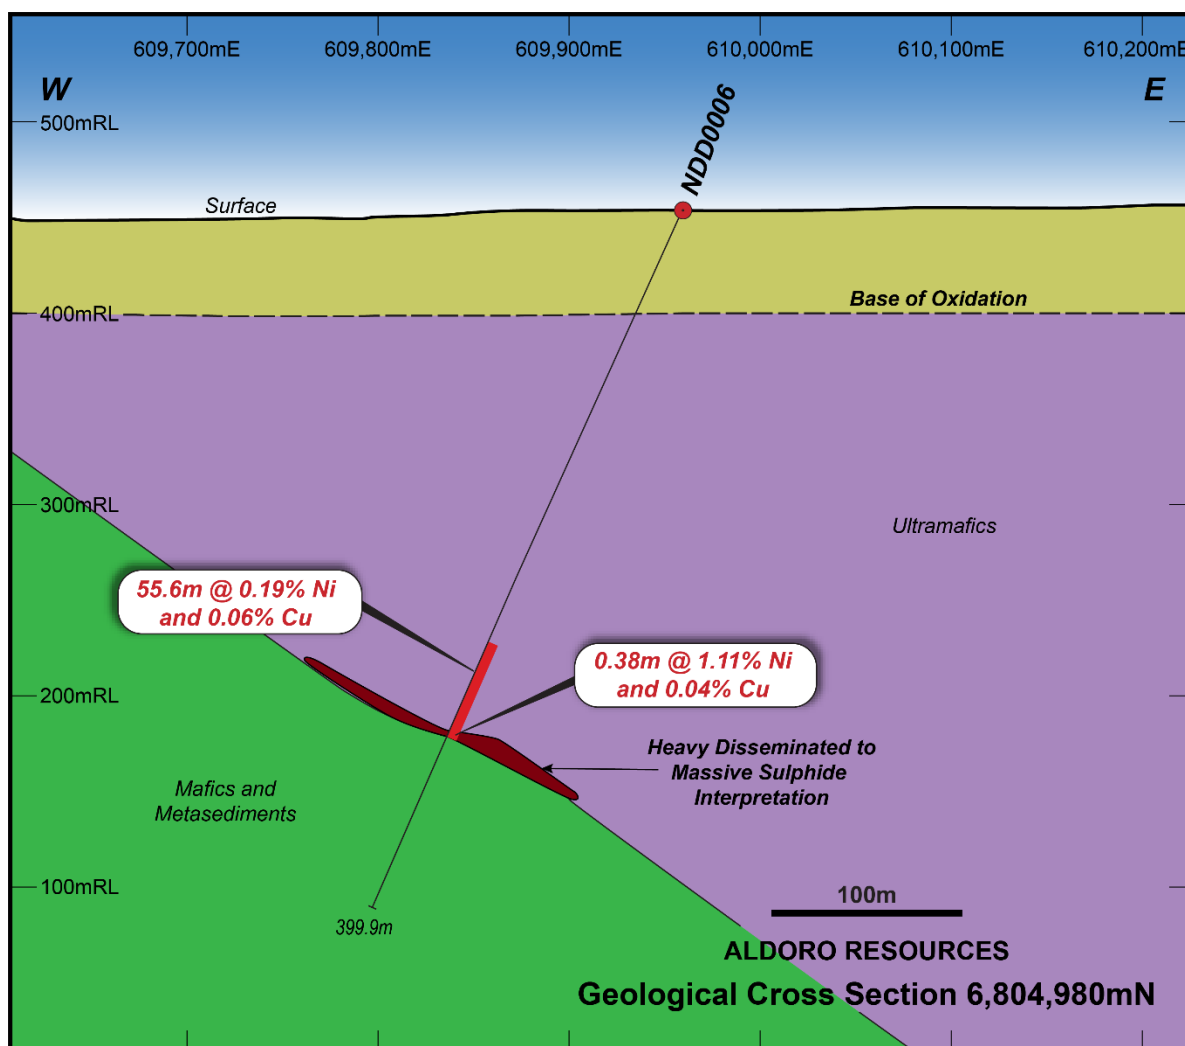 609,700mE 609,800mE 609,900mE 610,000mE 610,100mE 610,200mE
W
E
NDD0006
500mRL
Surface
Base of Oxidation
400mRL
300mRL
Ultramafics
55.6m @ 0.19% Ni
and 0.06% Cu
0.38m @ 1.11% Ni
and 0.04% Cu
200mRL
Heavy Disseminated to
Massive Sulphide
Interpretation
Mafics and
Metasediments
100mRL
399.9m
100m
ALDORO RESOURCES
Geological Cross Section 6,804,980mN